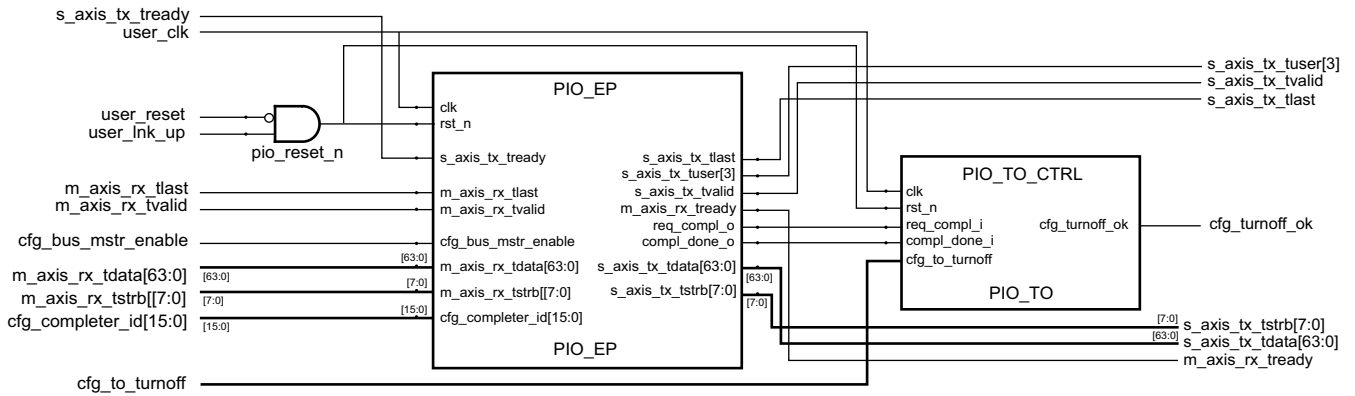 s_axis_tx_tready
user_clk
user_reset
user_lnk_up
pio_reset_n
m_axis_rx_tlast
m_axis_rx_tvalid
cfg_bus_mstr_enable
m_axis_rx_tdata[63:0]
[63:0]
m_axis_rx_tstrb[[7:0]
[7:0]
cfg_completer_id[15:0]
[15:0]
cfg_to_turnoff
PIO_EP
clk
rst_n
s_axis_tx_tready
m_axis_rx_tlast
m_axis_rx_tvalid
cfg_bus_mstr_enable
[63:0]
m_axis_rx_tdata[63:0]
[7:0]
m_axis_rx_tstrb[[7:0]
[15:0]
cfg_completer_id[15:0]
s_axis_tx_tlast
s_axis_tx_tuser[3]
s_axis_tx_tvalid
m_axis_rx_tready
req_compl_o
compl_done_o
s_axis_tx_tdata[63:0]
[63:0]
s_axis_tx_tstrb[7:0]
[7:0]
PIO_EP
PIO_TO_CTRL
clk
rst_n
req_compl_i
compl_done_i
cfg_to_turnoff
cfg_turnoff_ok
PIO_TO
s_axis_tx_tuser[3]
s_axis_tx_tvalid
s_axis_tx_tlast
cfg_turnoff_ok
[7:0]
s_axis_tx_tstrb[7:0]
[63:0]
s_axis_tx_tdata[63:0]
m_axis_rx_tready